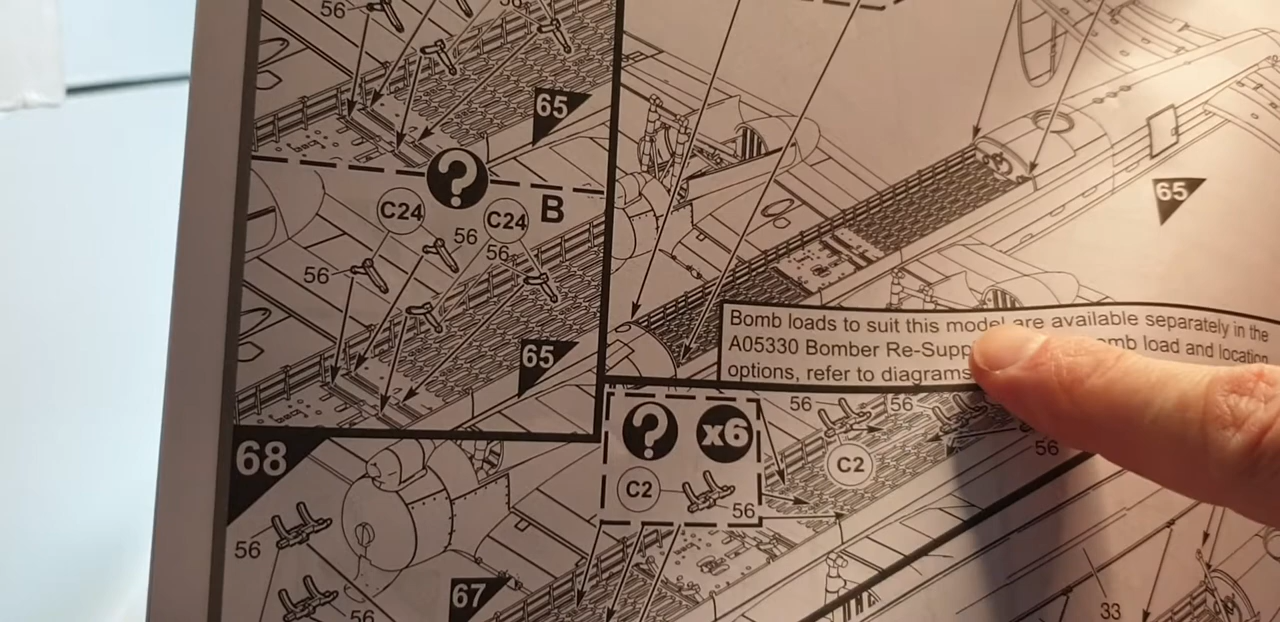 56
56
65
?
C24
C24
B
56
56
56
65
65
Bomb loads to suit this model are available separately in the
A05330 Bomber Re-Supp omb load and location
options, refer to diagrams
68
? x6
C2
56
56
56
C2
56
56
56
67
33